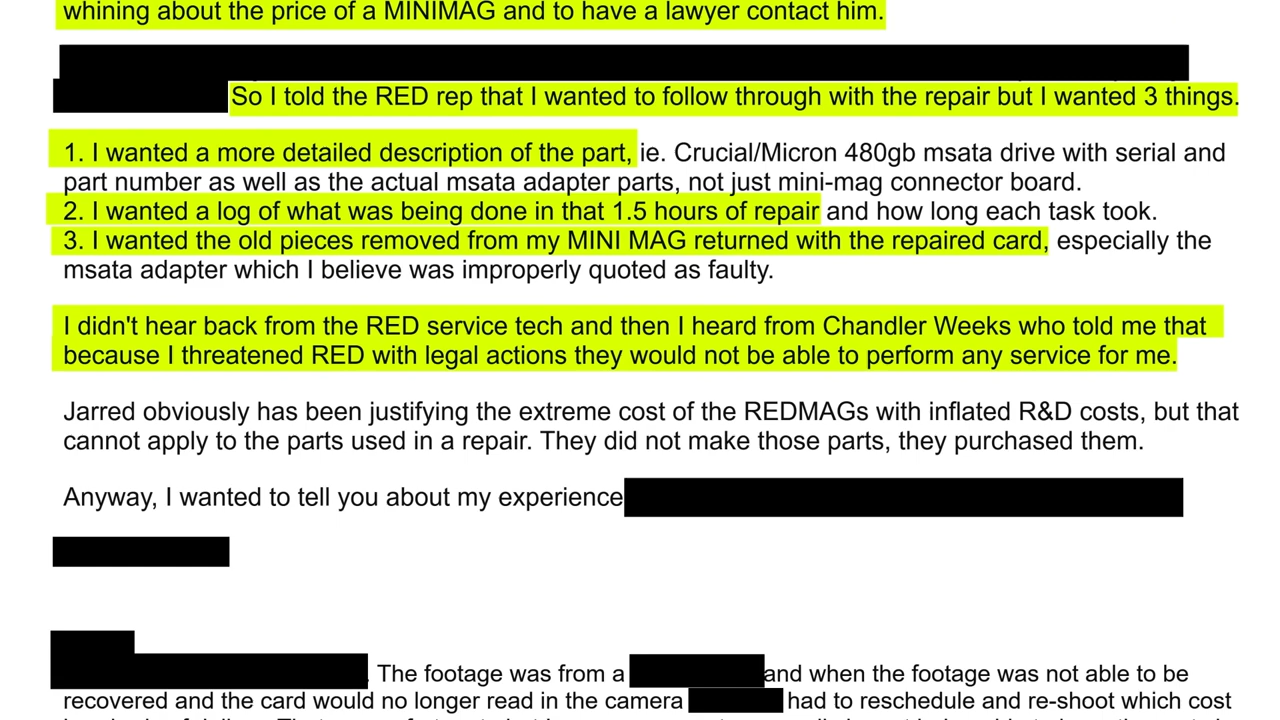 whining about the price of a MINIMAG and to have a lawyer contact him.
So I told the RED rep that I wanted to follow through with the repair but I wanted 3 things.
1. I wanted a more detailed description of the part, ie. Crucial/Micron 480gb msata drive with serial and
part number as well as the actual msata adapter parts, not just mini-mag connector board.
2. I wanted a log of what was being done in that 1.5 hours of repair and how long each task took.
3. I wanted the old pieces removed from my MINI MAG returned with the repaired card, especially the
msata adapter which I believe was improperly quoted as faulty.
I didn't hear back from the RED service tech and then I heard from Chandler Weeks who told me that
because I threatened RED with legal actions they would not be able to perform any service for me.
Jarred obviously has been justifying the extreme cost of the REDMAGs with inflated R&D costs, but that
cannot apply to the parts used in a repair. They did not make those parts, they purchased them.
Anyway, I wanted to tell you about my experience
. The footage was from a and when the footage was not able to be
recovered and the card would no longer read in the camera had to reschedule and re-shoot which cost